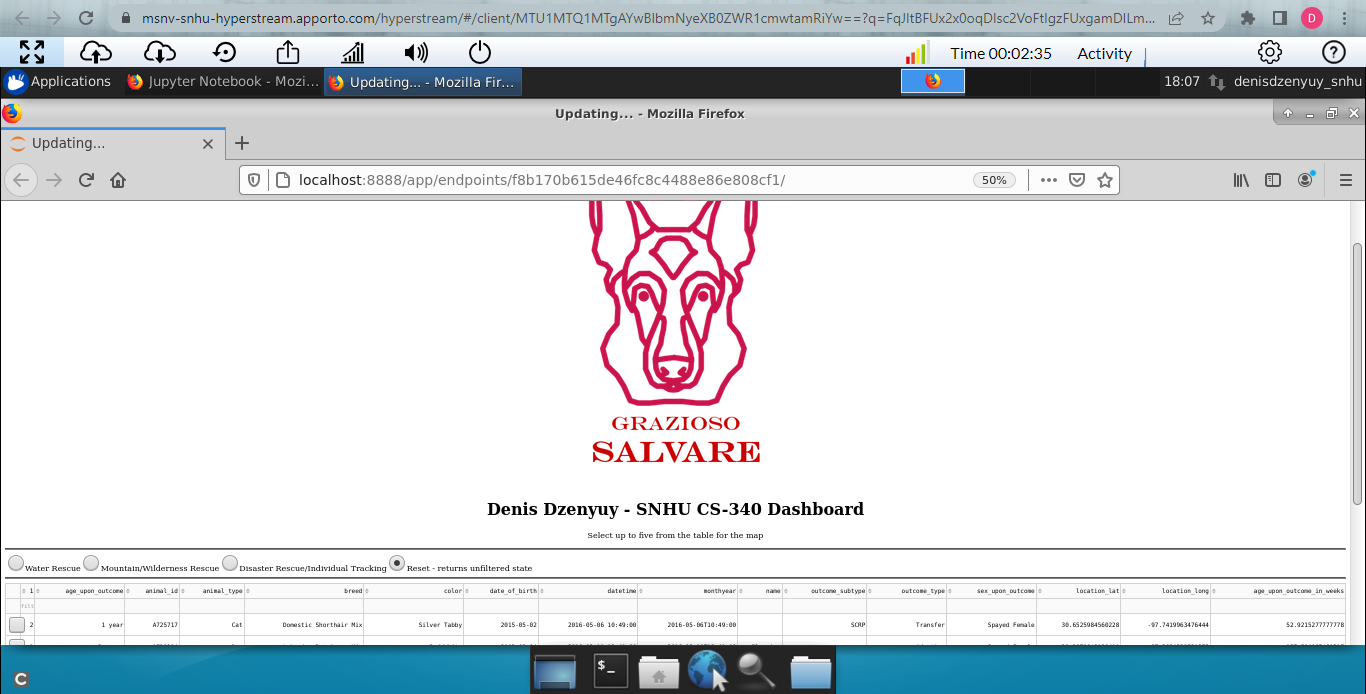 msnv-snhu-hyperstream.apporto.com/hyperstream/#/client/
D
Time 00:02:35
Activity
Applications
Jupyter Notebook - Mozi...
Updating... - Mozilla Fir...
18:07
denisdzenyuy_snhu
Updating... - Mozilla Firefox
Updating...
localhost:8888/app/endpoints/f8b170b615de46fc8c4488e86e808cf1/
50%
GRAZIOSO
SALVARE
Denis Dzenyuy - SNHU CS-340 Dashboard
Select up to five from the table for the map
Water Rescue Mountain/Wilderness Rescue Disaster Rescue/Individual Tracking Reset - returns unfiltered state
1 age_upon_outcome animal_id animal_type breed color date_of_birth datetime monthyear name outcome_subtype outcome_type sex_upon_outcome location_lat location_long age_upon_outcome_in_weeks
2 1 year A725717 Cat Domestic Shorthair Mix Silver Tabby 2015-05-02 2016-05-06 10:49:00 2016-05-06T10:49:00 SCRP Transfer Spayed Female 30.6525984560228 -97.7419963476444 52.9215277777778
$_
C